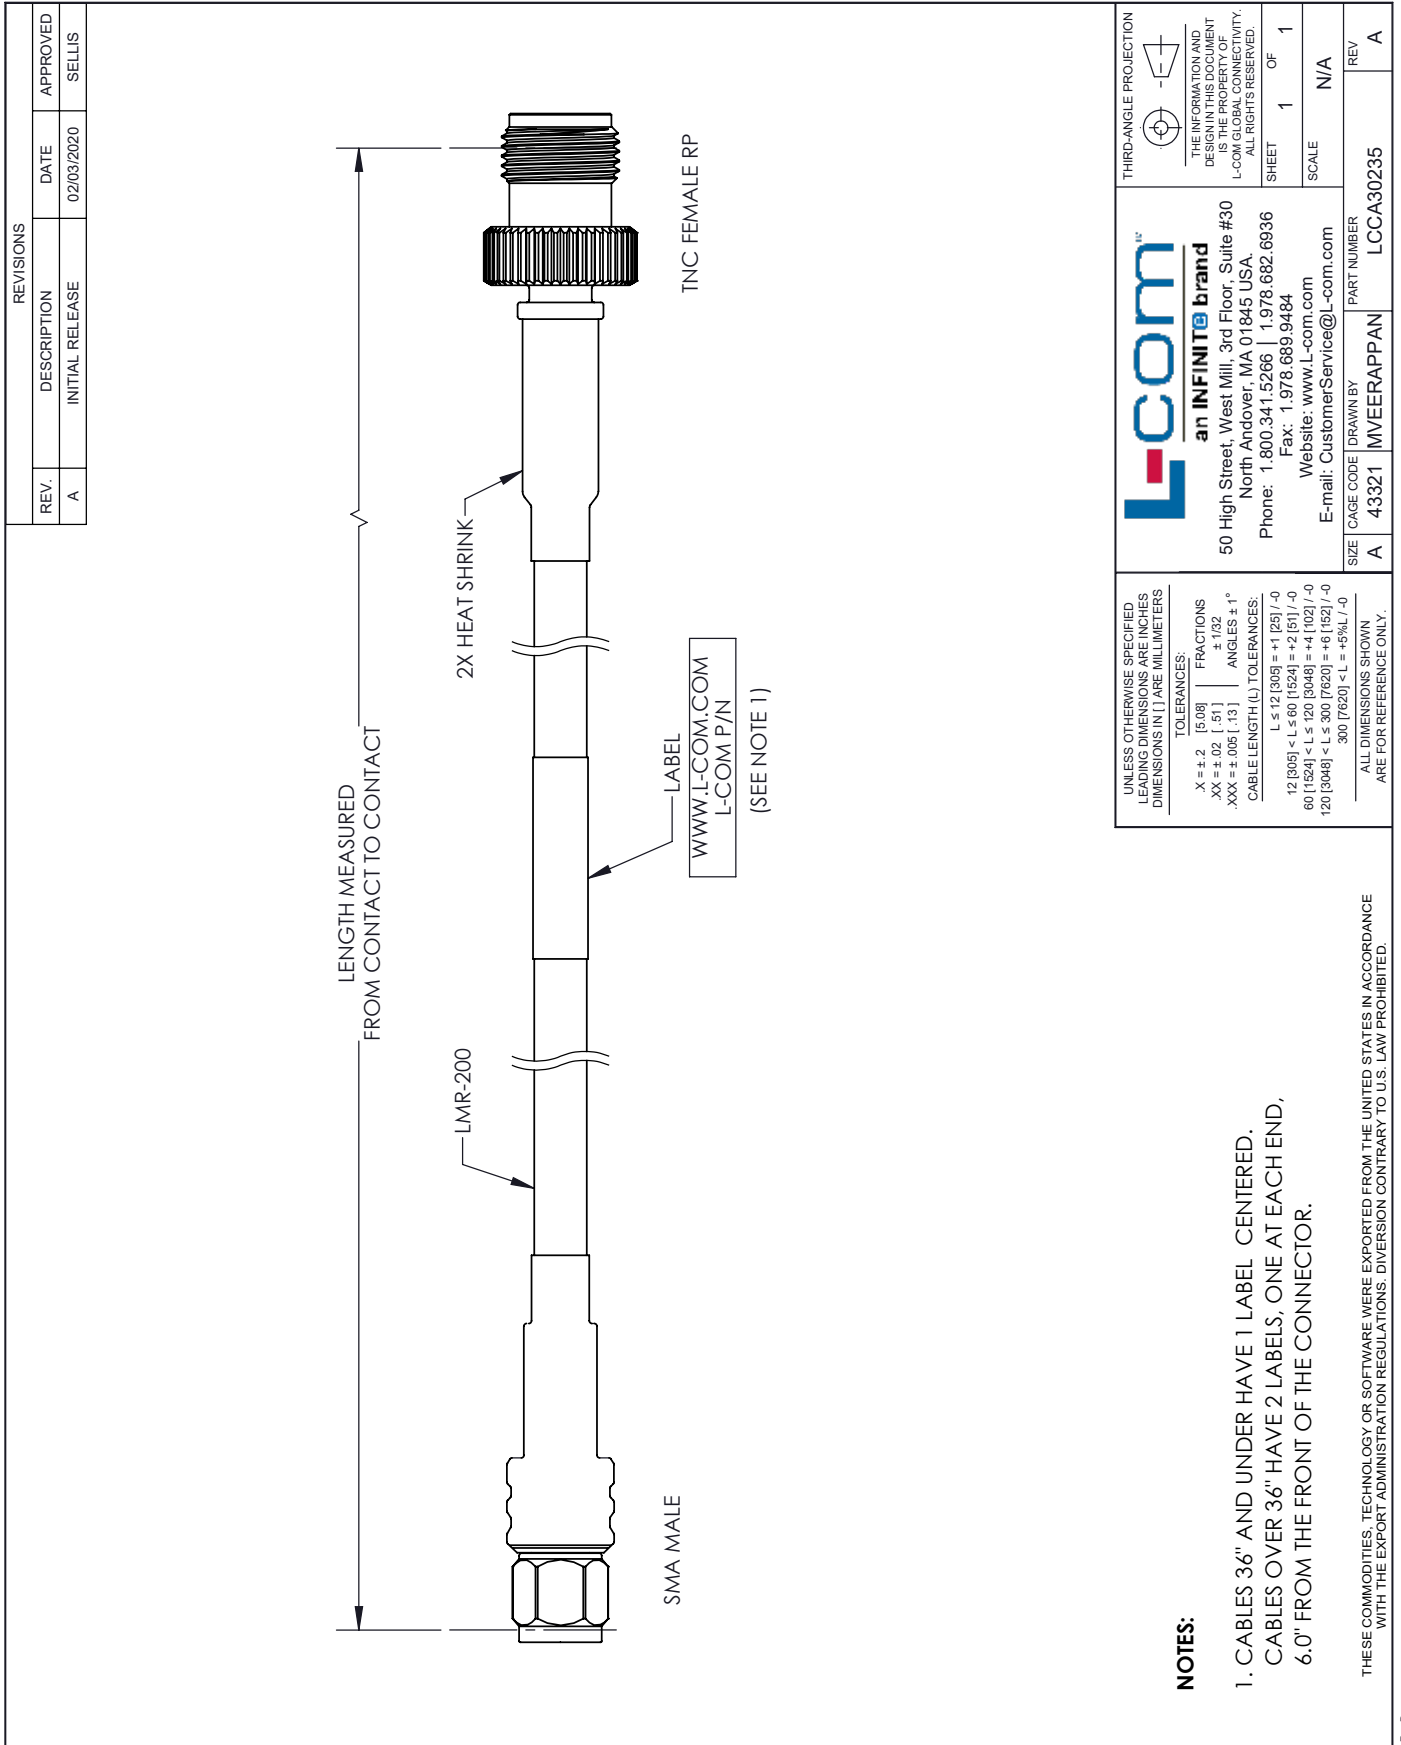 REVISIONS
REV. DESCRIPTION DATE APPROVED
A INITIAL RELEASE 02/03/2020 SELLIS
LENGTH MEASURED
FROM CONTACT TO CONTACT
LMR-200
2X HEAT SHRINK
SMA MALE
TNC FEMALE RP
LABEL
WWW.L-COM.COM
L-COM P/N
(SEE NOTE 1)
NOTES:
1. CABLES 36" AND UNDER HAVE 1 LABEL CENTERED.
CABLES OVER 36" HAVE 2 LABELS, ONE AT EACH END,
6.0" FROM THE FRONT OF THE CONNECTOR.
THESE COMMODITIES, TECHNOLOGY OR SOFTWARE WERE EXPORTED FROM THE UNITED STATES IN ACCORDANCE
WITH THE EXPORT ADMINISTRATION REGULATIONS. DIVERSION CONTRARY TO U.S. LAW PROHIBITED.
UNLESS OTHERWISE SPECIFIED
LEADING DIMENSIONS ARE INCHES
DIMENSIONS IN [ ] ARE MILLIMETERS
TOLERANCES:
.X = ±.2 [5.08] FRACTIONS
.XX = ±.02 [.51] ± 1/32
.XXX = ±.005 [.13] ANGLES ± 1°
CABLE LENGTH (L) TOLERANCES:
L ≤ 12 [305] = +1 [25] / -0
12 [305] < L ≤ 60 [1524] = +2 [51] / -0
60 [1524] < L ≤ 120 [3048] = +4 [102] / -0
120 [3048] < L ≤ 300 [7620] = +6 [152] / -0
300 [7620] < L = +5%L / -0
ALL DIMENSIONS SHOWN
ARE FOR REFERENCE ONLY.
L-com
an INFINIT@ brand
50 High Street, West Mill, 3rd Floor, Suite #30
North Andover, MA 01845 USA.
Phone: 1.800.341.5266 | 1.978.682.6936
Fax: 1.978.689.9484
Website: www.L-com.com
E-mail: CustomerService@L-com.com
THIRD-ANGLE PROJECTION
THE INFORMATION AND
DESIGN IN THIS DOCUMENT
IS THE PROPERTY OF
L-COM GLOBAL CONNECTIVITY.
ALL RIGHTS RESERVED.
SHEET 1 OF 1
SCALE N/A
SIZE CAGE CODE DRAWN BY PART NUMBER REV
A 43321 MVEERAPPAN LCCA30235 A